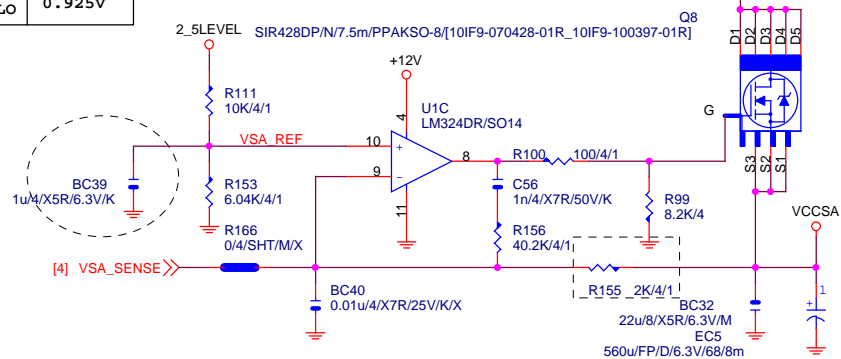 LO 0.925V
Q8
2_5LEVEL
SIR428DP/N/7.5m/PPAKSO-8/[10IF9-070428-01R_10IF9-100397-01R]
D1
D2
D3
D4
D5
+12V
R111
10K/4/1
4
U1C
LM324DR/SO14
G
VSA_REF
10
+
8
R100
100/4/1
BC39
1u/4/X5R/6.3V/K
9
−
C56
1n/4/X7R/50V/K
S3
S2
S1
R153
6.04K/4/1
11
R99
8.2K/4
VCCSA
R166
0/4/SHT/M/X
R156
40.2K/4/1
[4] VSA_SENSE
R155
2K/4/1
BC40
0.01u/4/X7R/25V/K/X
BC32
22u/8/X5R/6.3V/M
+
1
EC5
560u/FP/D/6.3V/68/8m